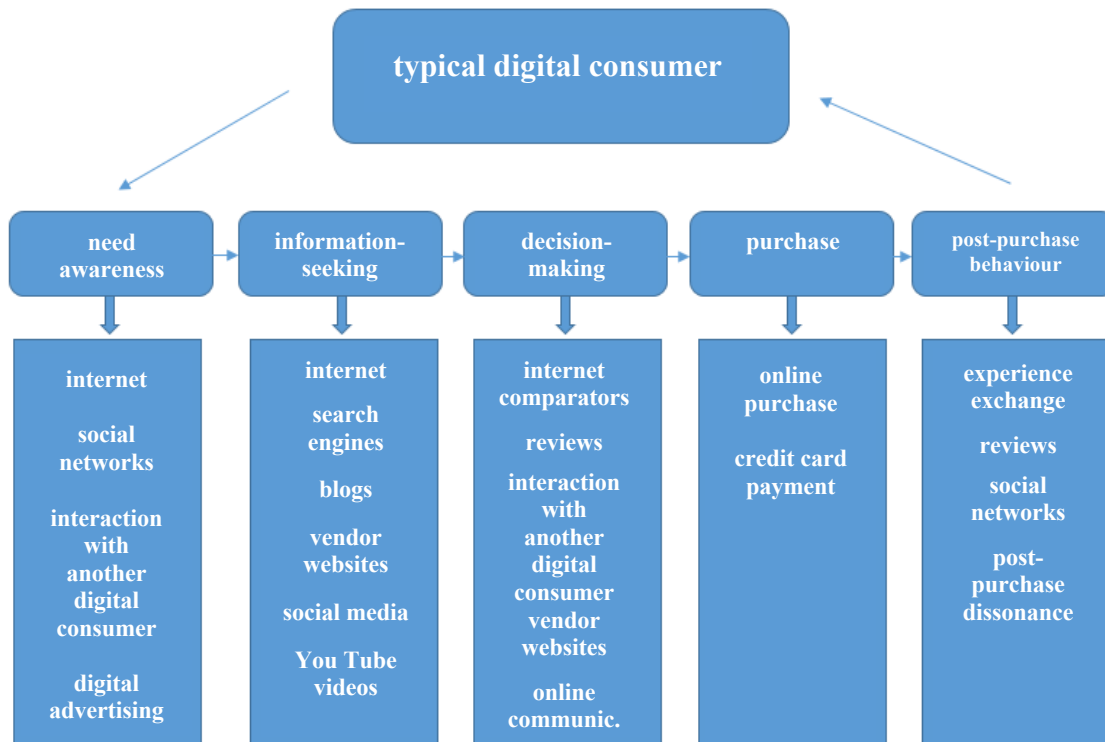 typical digital consumer
need
awareness
information-
seeking
decision-
making
purchase
post-purchase
behaviour
internet
social
networks
interaction
with
another
digital
consumer
digital
advertising
internet
search
engines
blogs
vendor
websites
social media
You Tube
videos
internet
comparators
reviews
interaction
with
another
digital
consumer
vendor
websites
online
communic.
online
purchase
credit card
payment
experience
exchange
reviews
social
networks
post-
purchase
dissonance